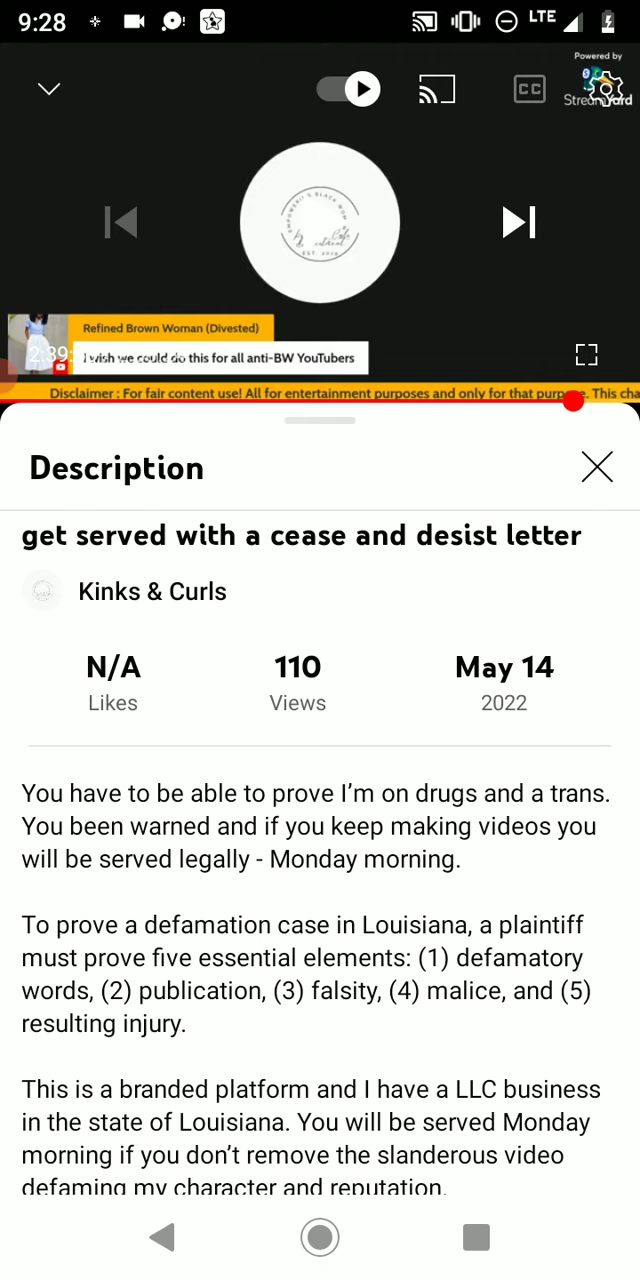 9:28
LTE
Powered by
CC
StreamYard
EMPOWERING BLACK WOM
EST.
Refined Brown Woman (Divested)
2:39:
I wish we could do this for all anti-BW YouTubers
Disclaimer : For fair content use! All for entertainment purposes and only for that purpose. This cha
Description
get served with a cease and desist letter
Kinks & Curls
N/A 110 May 14
Likes Views 2022
You have to be able to prove I’m on drugs and a trans.
You been warned and if you keep making videos you
will be served legally - Monday morning.
To prove a defamation case in Louisiana, a plaintiff
must prove five essential elements: (1) defamatory
words, (2) publication, (3) falsity, (4) malice, and (5)
resulting injury.
This is a branded platform and I have a LLC business
in the state of Louisiana. You will be served Monday
morning if you don’t remove the slanderous video
defaming my character and reputation.